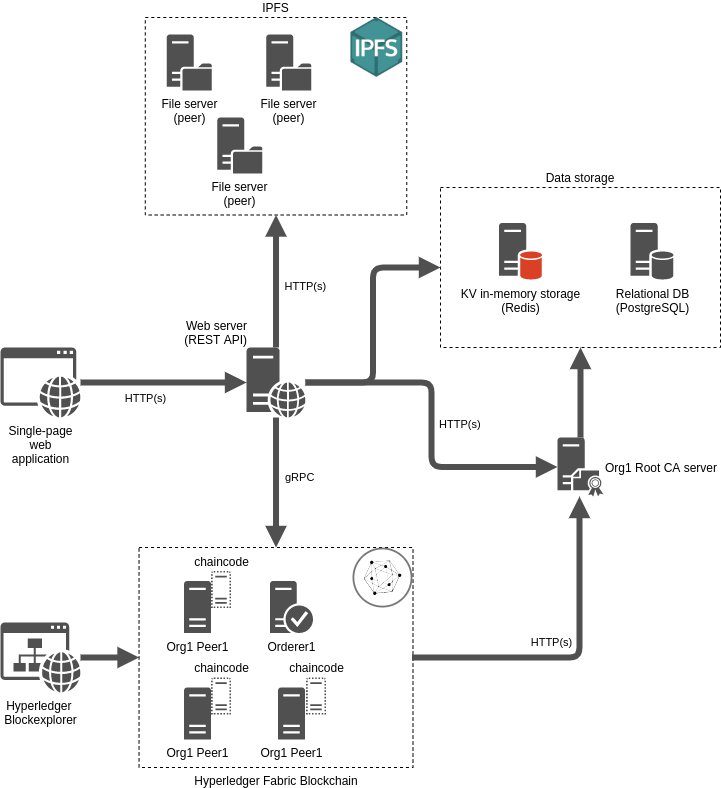 IPFS
IPFS
File server
(peer)
File server
(peer)
File server
(peer)
Data storage
KV in-memory storage
(Redis)
Relational DB
(PostgreSQL)
HTTP(s)
Web server
(REST API)
HTTP(s)
Single-page
web
application
HTTP(s)
Org1 Root CA server
gRPC
chaincode
Org1 Peer1
Orderer1
HTTP(s)
chaincode
chaincode
Org1 Peer1
Org1 Peer1
Hyperledger
Blockexplorer
Hyperledger Fabric Blockchain